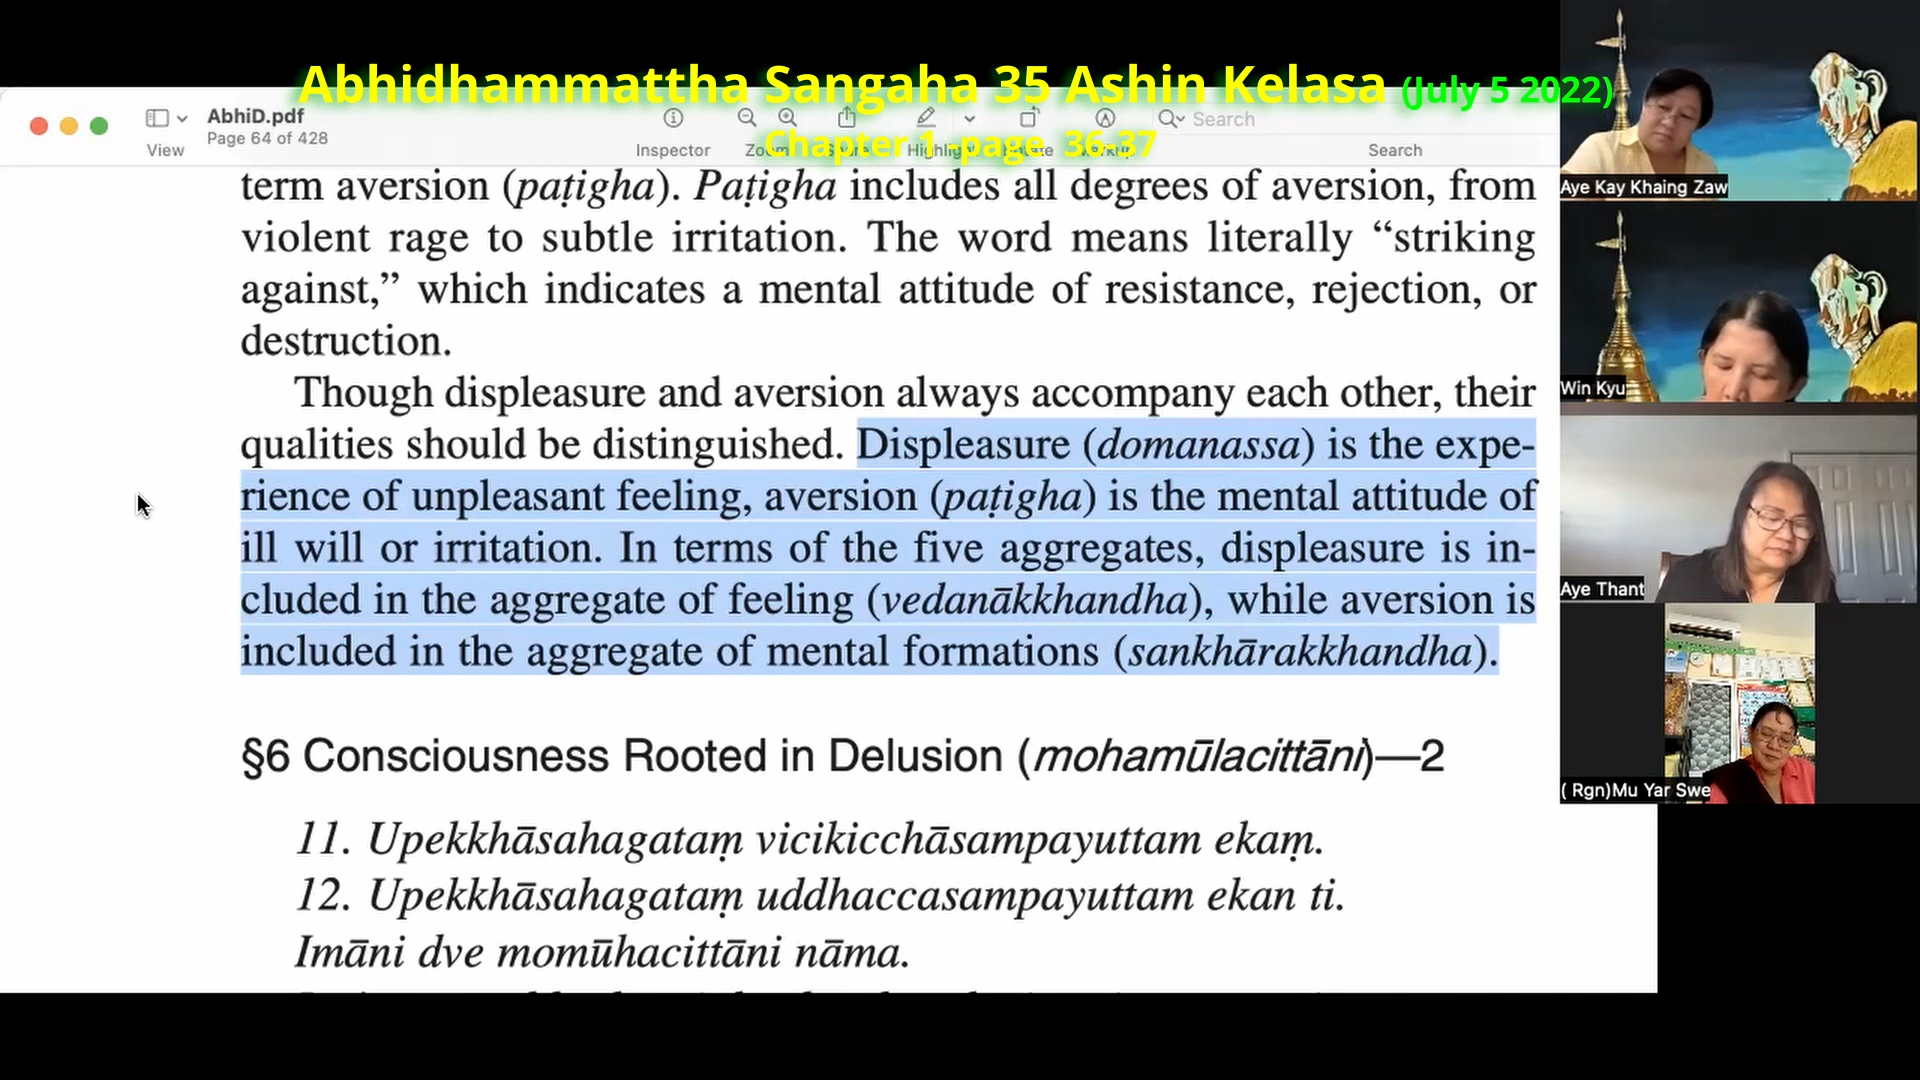 Abhidhammattha Sangaha 35 Ashin Kelasa (July 5 2022)
Chapter 1 -page 36-37
AbhiD.pdf
Page 64 of 428
View
Inspector
Zoom
Search
Search
term aversion (paṭigha). Paṭigha includes all degrees of aversion, from
violent rage to subtle irritation. The word means literally “striking
against,” which indicates a mental attitude of resistance, rejection, or
destruction.
Though displeasure and aversion always accompany each other, their
qualities should be distinguished. Displeasure (domanassa) is the expe-
rience of unpleasant feeling, aversion (paṭigha) is the mental attitude of
ill will or irritation. In terms of the five aggregates, displeasure is in-
cluded in the aggregate of feeling (vedanākkhandha), while aversion is
included in the aggregate of mental formations (sankhārakkhandha).
§6 Consciousness Rooted in Delusion (mohamūlacittāni)—2
11. Upekkhāsahagataṃ vicikicchāsampayuttam ekaṃ.
12. Upekkhāsahagataṃ uddhaccasampayuttam ekan ti.
Imāni dve momūhacittāni nāma.
Aye Kay Khaing Zaw
Win Kyu
Aye Thant
( Rgn)Mu Yar Swe